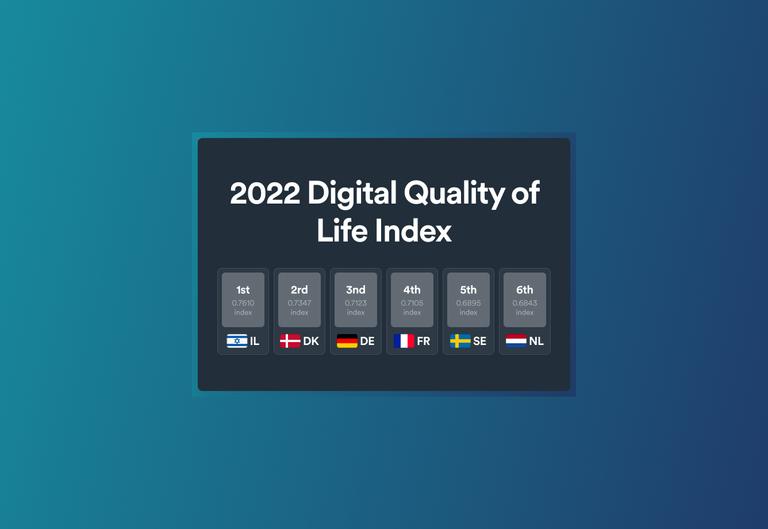 2022 Digital Quality of
Life Index
1st 2rd 3nd 4th 5th 6th
0.7610 0.7347 0.7123 0.7105 0.6895 0.6843
index index index index index index
IL DK DE FR SE NL